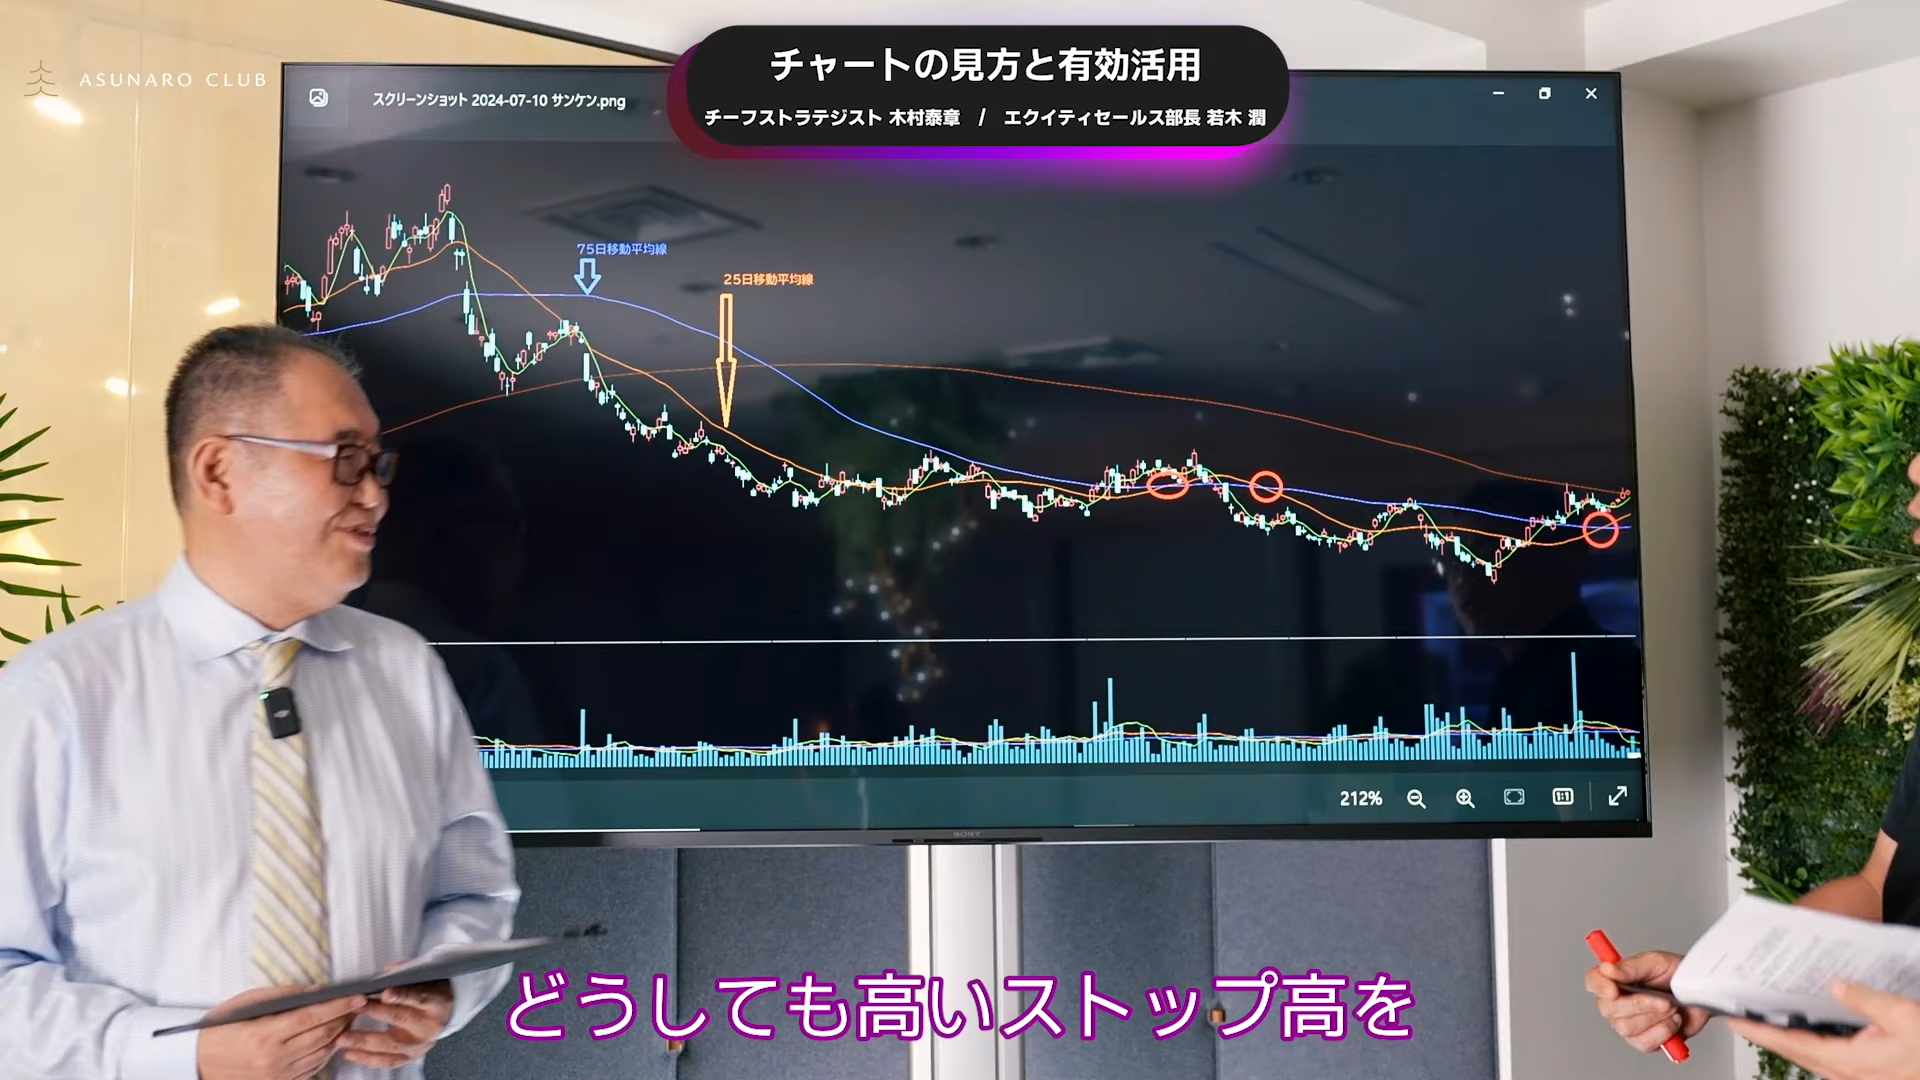 ASUNARO CLUB
チャートの見方と有効活用
チーフストラテジスト 木村泰章 / エクイティセールス部長 若木 潤
スクリーンショット 2024-07-10 サンケン.png
75日移動平均線
25日移動平均線
212%
1:1
SONY
どうしても高いストップ高を